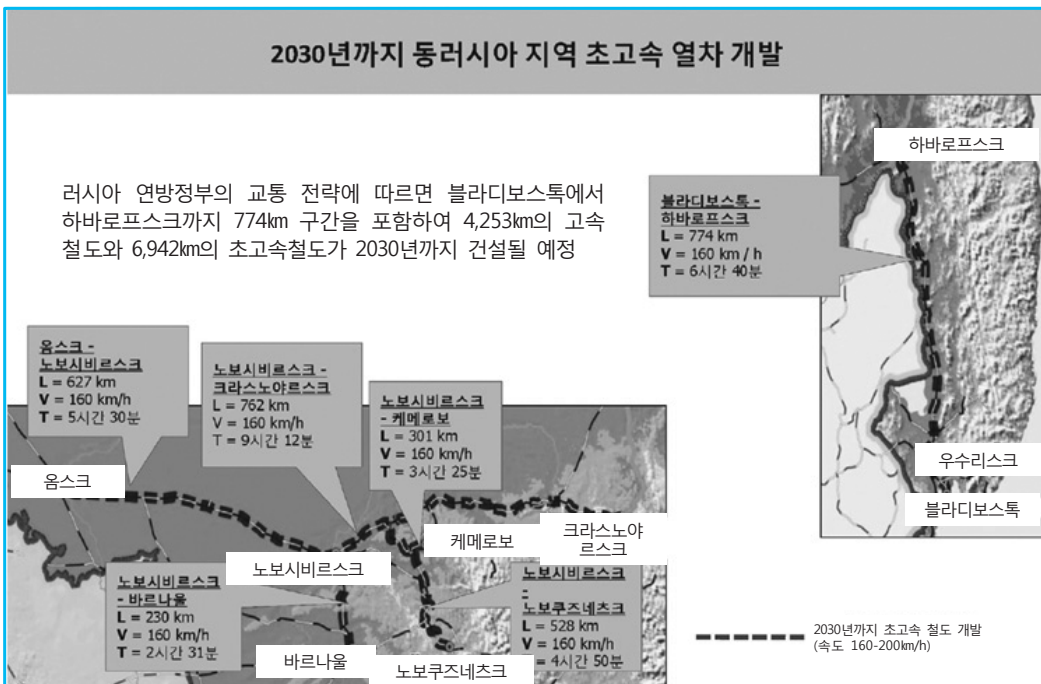 2030년까지 동러시아 지역 초고속 열차 개발
러시아 연방정부의 교통 전략에 따르면 블라디보스톡에서
하바로프스크까지 774km 구간을 포함하여 4,253km의 고속
철도와 6,942km의 초고속철도가 2030년까지 건설될 예정
하바로프스크
블라디보스톡 -
하바로프스크
L = 774 km
V = 160 km / h
T = 6시간 40분
우수리스크
블라디보스톡
옴스크 -
노보시비르스크
L = 627 km
V = 160 km/h
T = 5시간 30분
노보시비르스크 -
크라스노야르스크
L = 762 km
V = 160 km/h
T = 9시간 12분
노보시비르스크
- 케메로보
L = 301 km
V = 160 km/h
T = 3시간 25분
옴스크
노보시비르스크
케메로보
크라스노야
르스크
노보시비르스크
- 바르나울
L = 230 km
V = 160 km/h
T = 2시간 31분
바르나울
노보시비르스크
-
노보쿠즈네츠크
L = 528 km
V = 160 km/h
= 4시간 50분
노보쿠즈네츠크
2030년까지 초고속 철도 개발
(속도 160-200km/h)